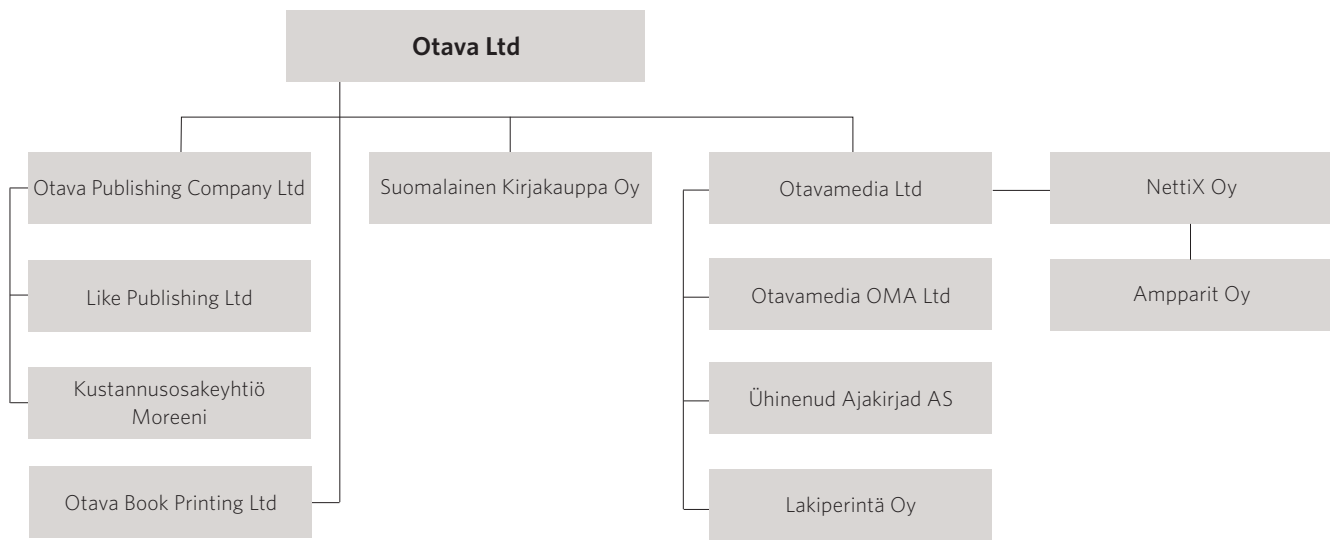 Otava Ltd
Otava Publishing Company Ltd
Suomalainen Kirjakauppa Oy
Otavamedia Ltd
NettiX Oy
Like Publishing Ltd
Otavamedia OMA Ltd
Ampparit Oy
Kustannusosakeyhtiö
Moreeni
Ühinenud Ajakirjad AS
Otava Book Printing Ltd
Lakiperintä Oy